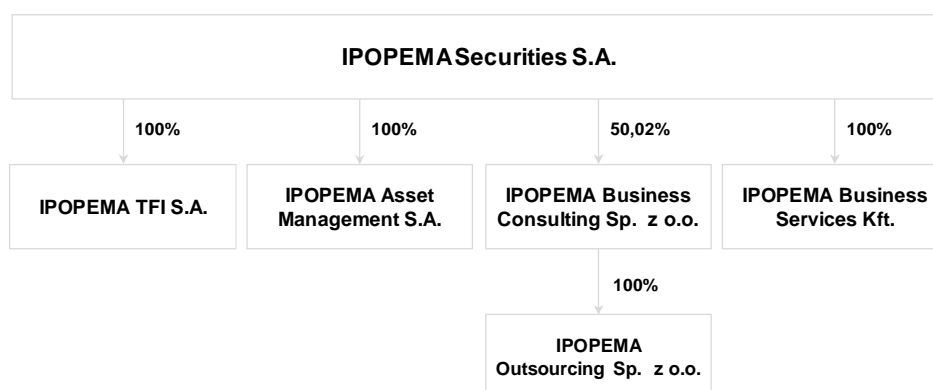 IPOPEMA Securities S.A.
100%
100%
50,02%
100%
IPOPEMA TFI S.A.
IPOPEMA Asset
Management S.A.
IPOPEMA Business
Consulting Sp. z o.o.
IPOPEMA Business
Services Kft.
100%
IPOPEMA
Outsourcing Sp. z o.o.